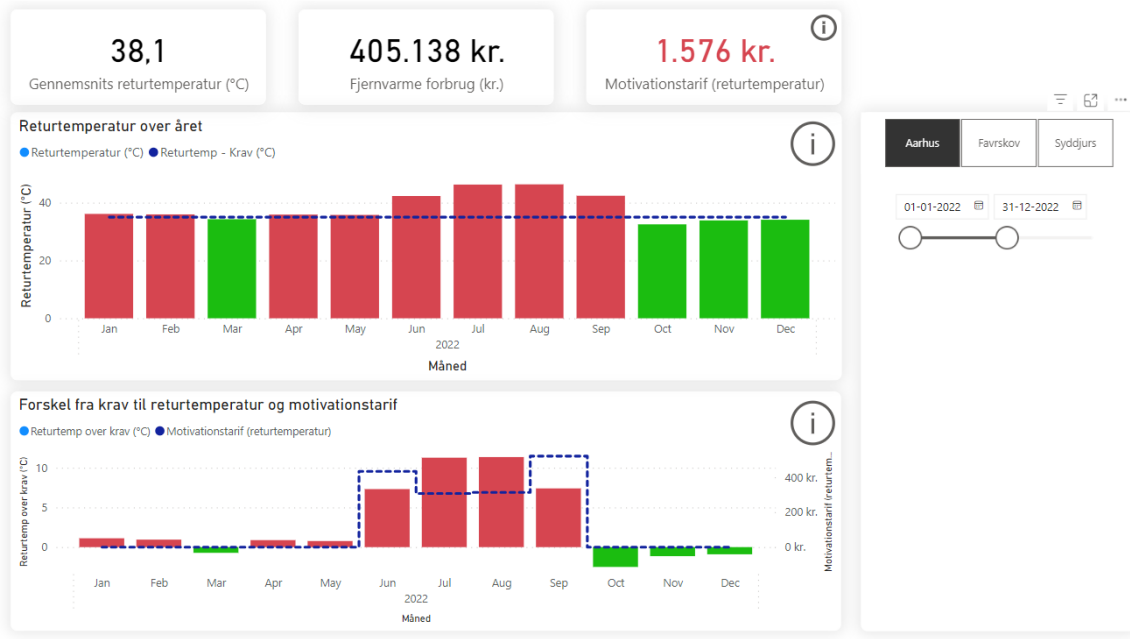 38,1
Gennemsnits returtemperatur (°C)
405.138 kr.
Fjernvarme forbrug (kr.)
1.576 kr.
Motivationstarif (returtemperatur)
i
Returtemperatur over året
Returtemperatur (°C) Returtemp - Krav (°C)
i
Returtemperatur (°C)
40
20
0
Jan Feb Mar Apr May Jun Jul Aug Sep Oct Nov Dec
2022
Måned
Forskel fra krav til returtemperatur og motivationstarif
Returtemp over krav (°C) Motivationstarif (returtemperatur)
i
Returtemp over krav (°C)
10
5
0
400 kr.
200 kr.
0 kr.
Motivationstarif (returtem...
Jan Feb Mar Apr May Jun Jul Aug Sep Oct Nov Dec
2022
Måned
Aarhus Favrskov Syddjurs
01-01-2022 31-12-2022